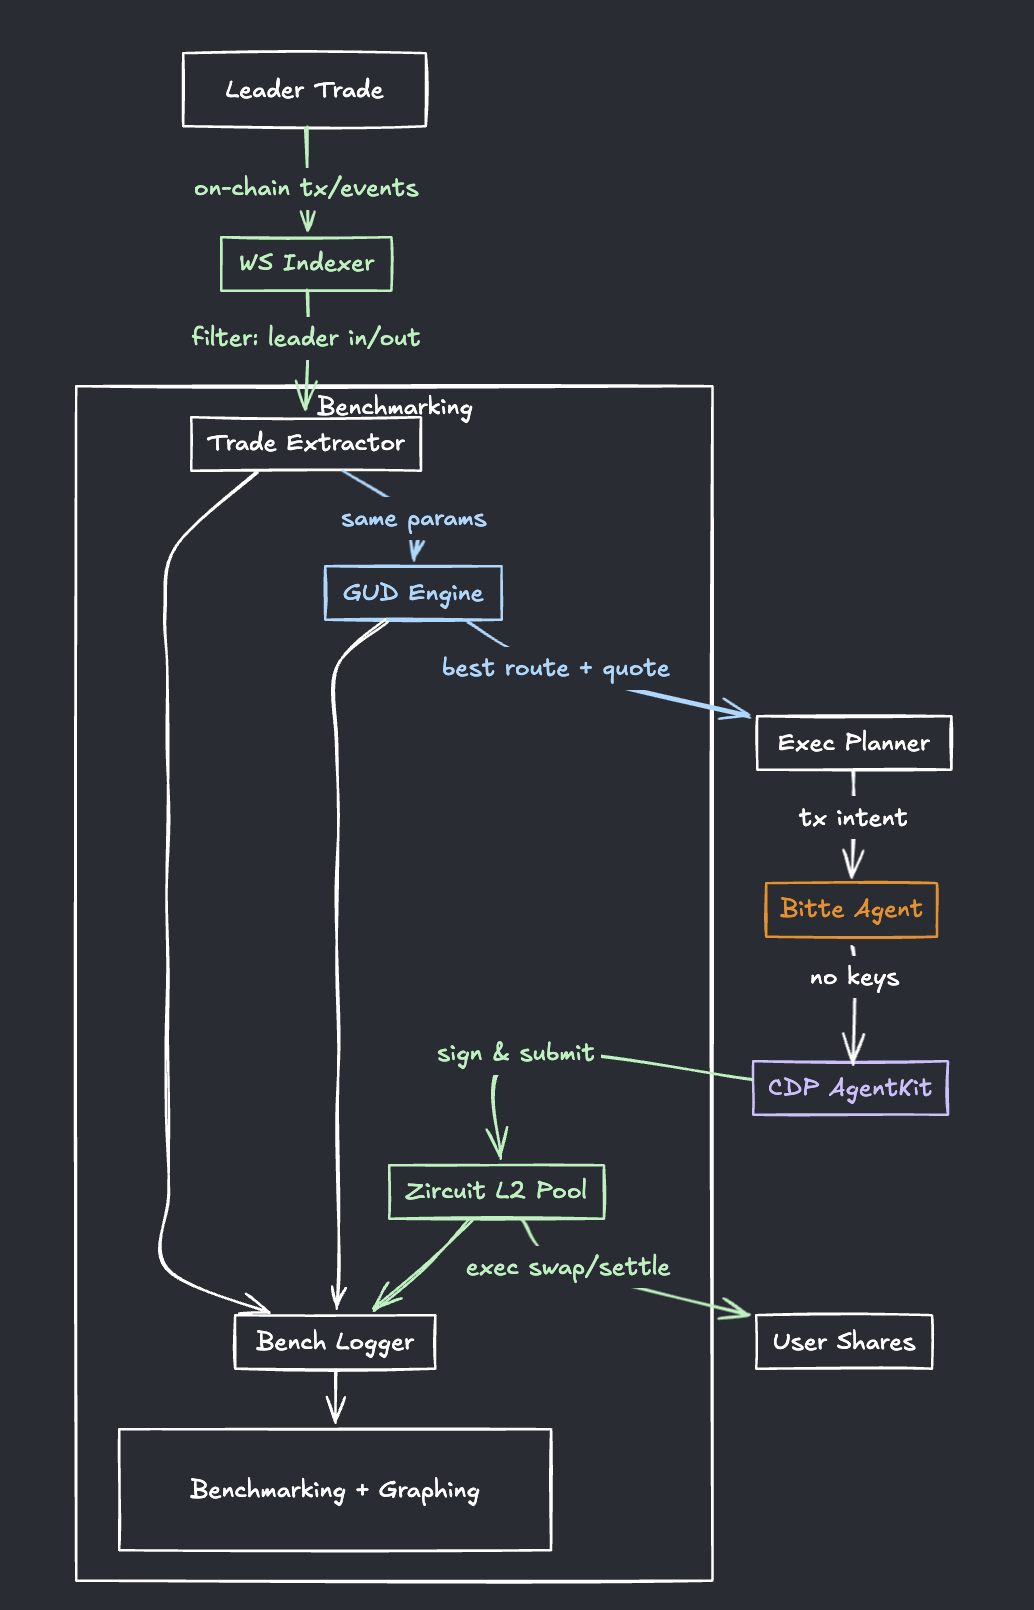 Leader Trade
on-chain tx/events
WS Indexer
filter: leader in/out
Benchmarking
Trade Extractor
same params
GUD Engine
best route + quote
Exec Planner
tx intent
Bitte Agent
no keys
sign & submit
CDP AgentKit
Zircuit L2 Pool
exec swap/settle
Bench Logger
User Shares
Benchmarking + Graphing